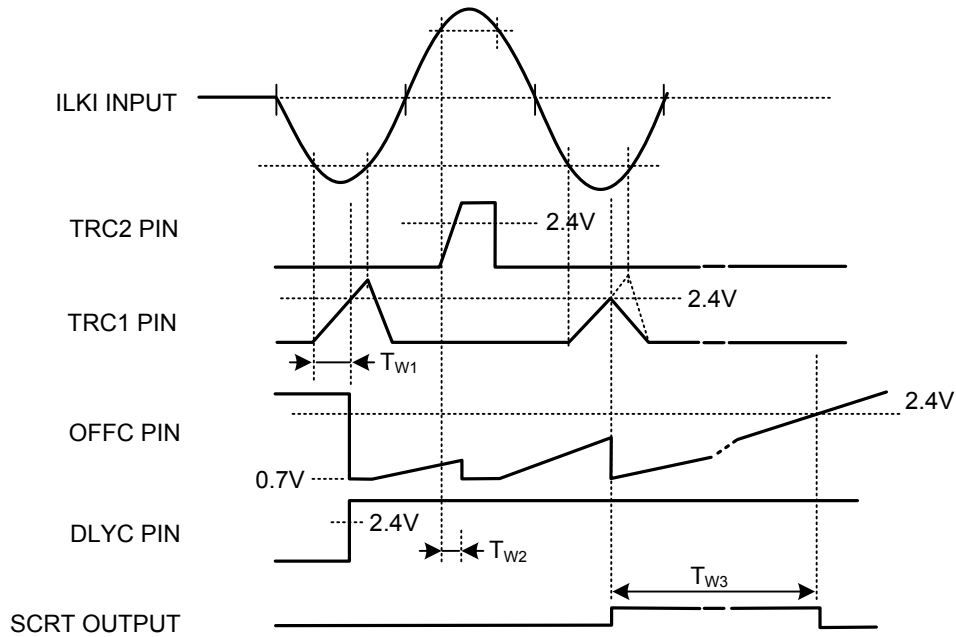 ILKI INPUT
TRC2 PIN
2.4V
2.4V
TRC1 PIN
TW1
2.4V
OFFC PIN
0.7V
2.4V
DLYC PIN
TW2
TW3
SCRT OUTPUT